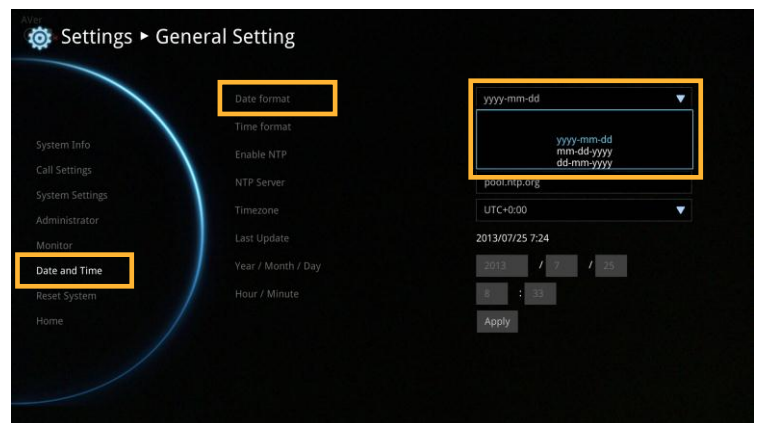 AVer
Settings ▸ General Setting
Date format
yyyy-mm-dd
yyyy-mm-dd
mm-dd-yyyy
dd-mm-yyyy
Time format
Enable NTP
NTP Server
pool.ntp.org
Timezone
UTC+0:00
Last Update
2013/07/25 7:24
Year / Month / Day
2013 / 7 / 25
Hour / Minute
8 : 33
Apply
System Info
Call Settings
System Settings
Administrator
Monitor
Date and Time
Reset System
Home